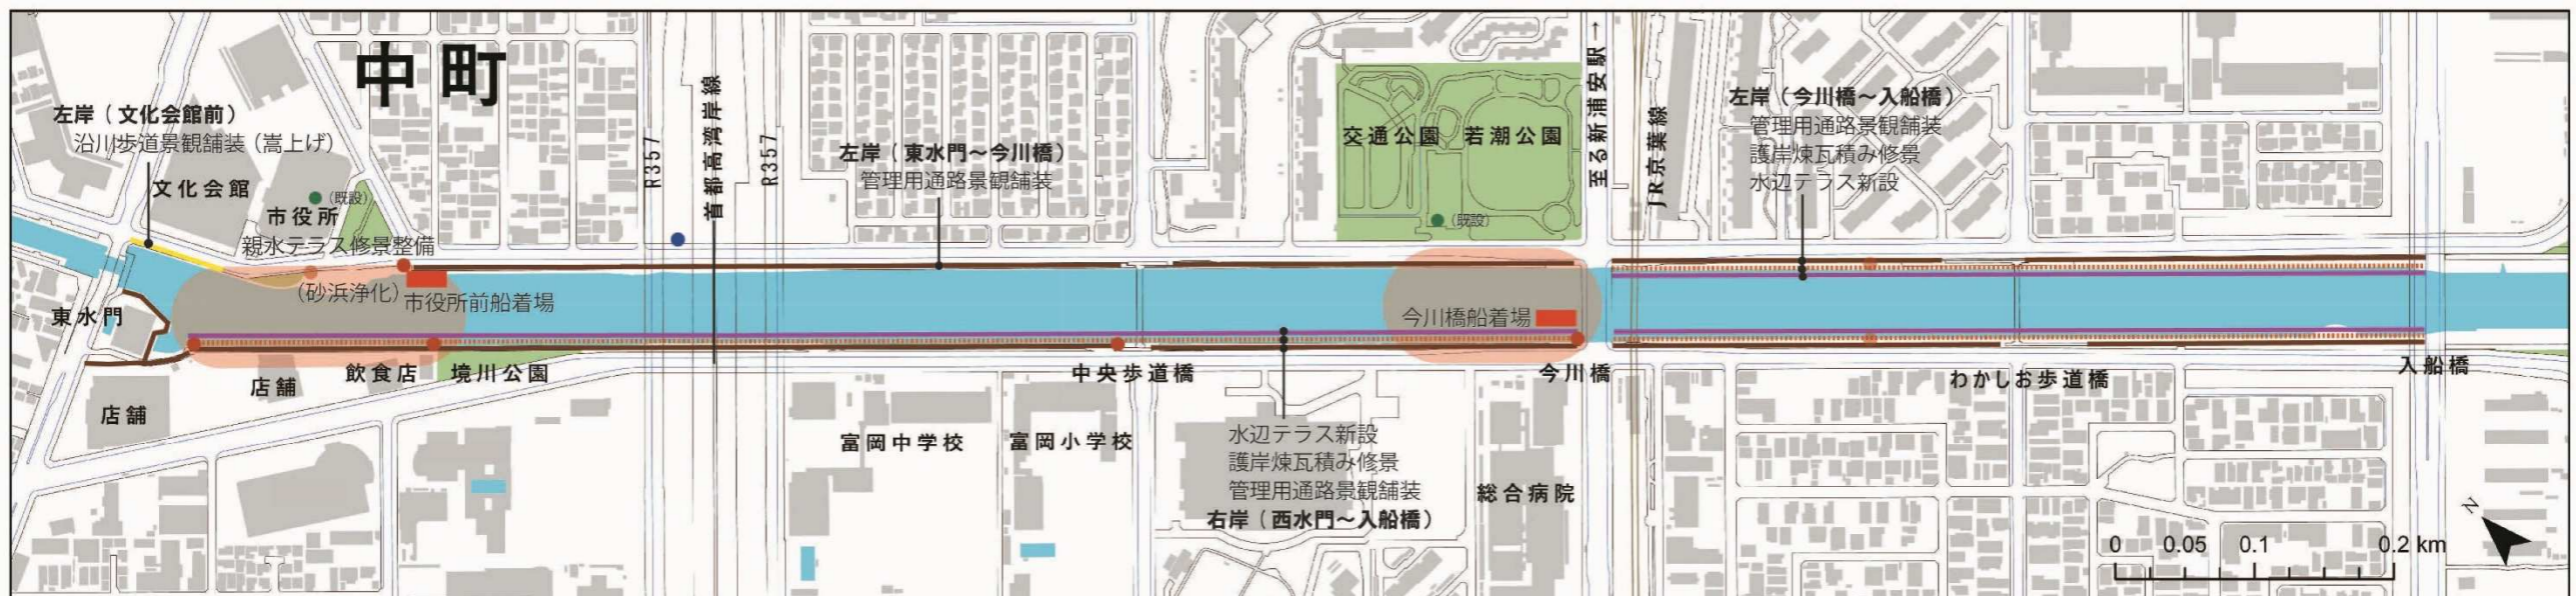 中町
左岸（文化会館前）
沿川歩道景観舗装（嵩上げ）
文化会館
（既設）
市役所
親水テラス修景整備
（砂浜浄化）
市役所前船着場
東水門
店舗
店舗
飲食店
境川公園
R357
首都高湾岸線
R357
左岸（東水門～今川橋）
管理用通路景観舗装
富岡中学校
富岡小学校
中央歩道橋
交通公園
若潮公園
（既設）
至る新浦安駅→
JR京葉線
今川橋船着場
今川橋
水辺テラス新設
護岸煉瓦積み修景
管理用通路景観舗装
右岸（西水門～入船橋）
総合病院
左岸（今川橋～入船橋）
管理用通路景観舗装
護岸煉瓦積み修景
水辺テラス新設
わかしお歩道橋
入船橋
N
0 0.05 0.1 0.2 km